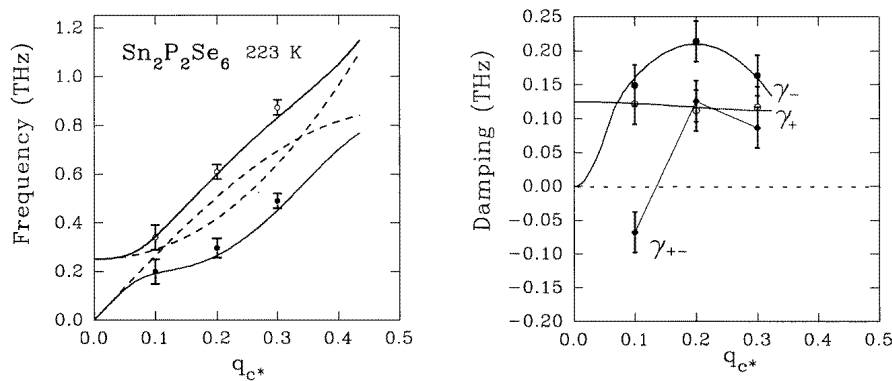 Sn2P2Se6 223 K
Frequency (THz)
1.2
1.0
0.8
0.6
0.4
0.2
0.0
0.0 0.1 0.2 0.3 0.4 0.5
qc*
Damping (THz)
0.25
0.20
0.15
0.10
0.05
0.00
-0.05
-0.10
-0.15
-0.20
γ-
γ+
γ+-
0.0 0.1 0.2 0.3 0.4 0.5
qc*